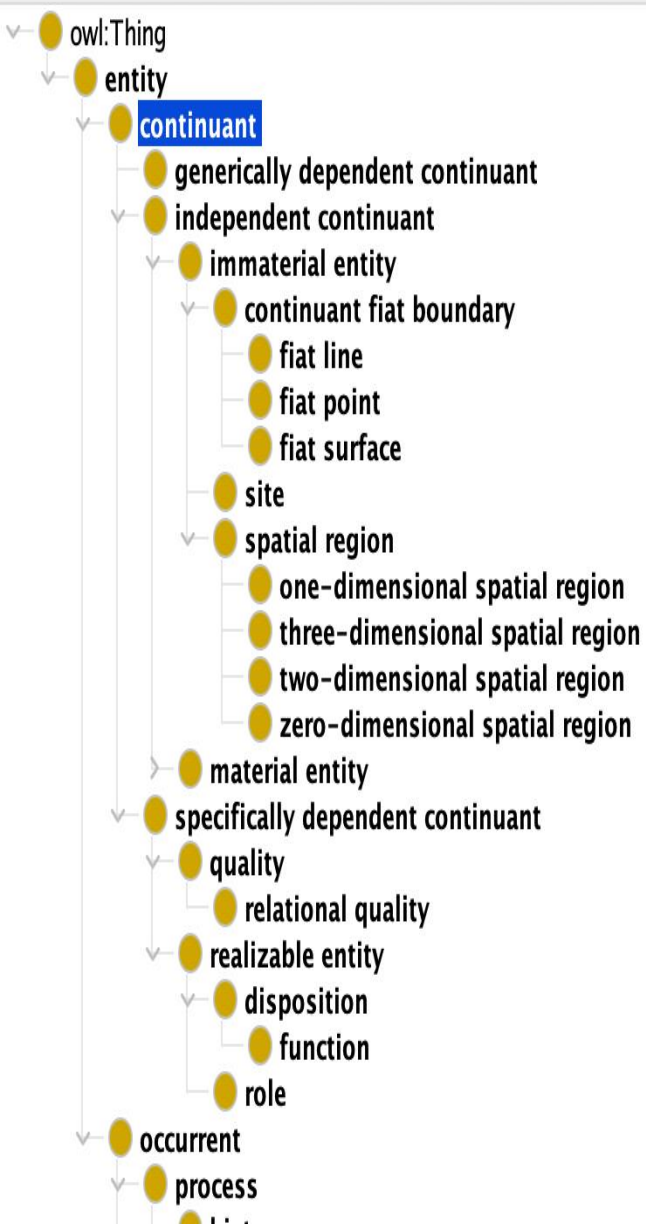 owl:Thing
entity
continuant
generically dependent continuant
independent continuant
immaterial entity
continuant fiat boundary
fiat line
fiat point
fiat surface
site
spatial region
one-dimensional spatial region
three-dimensional spatial region
two-dimensional spatial region
zero-dimensional spatial region
material entity
specifically dependent continuant
quality
relational quality
realizable entity
disposition
function
role
occurrent
process